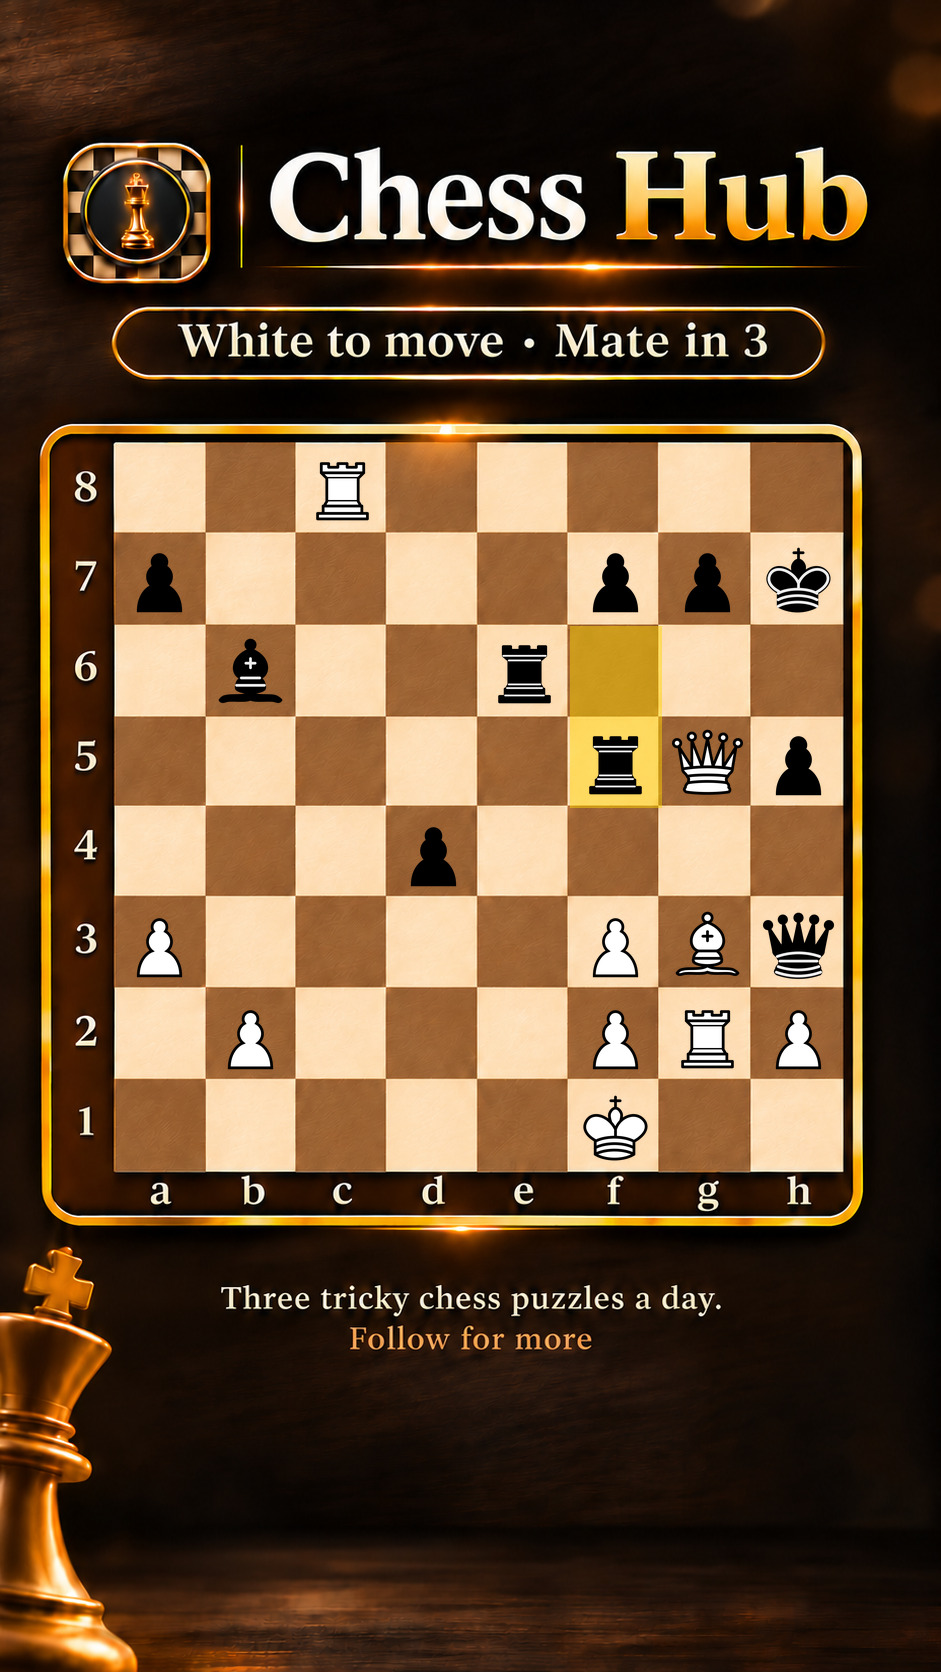 Chess Hub
White to move • Mate in 3
8
7
6
5
4
3
2
1
a b c d e f g h
Three tricky chess puzzles a day.
Follow for more